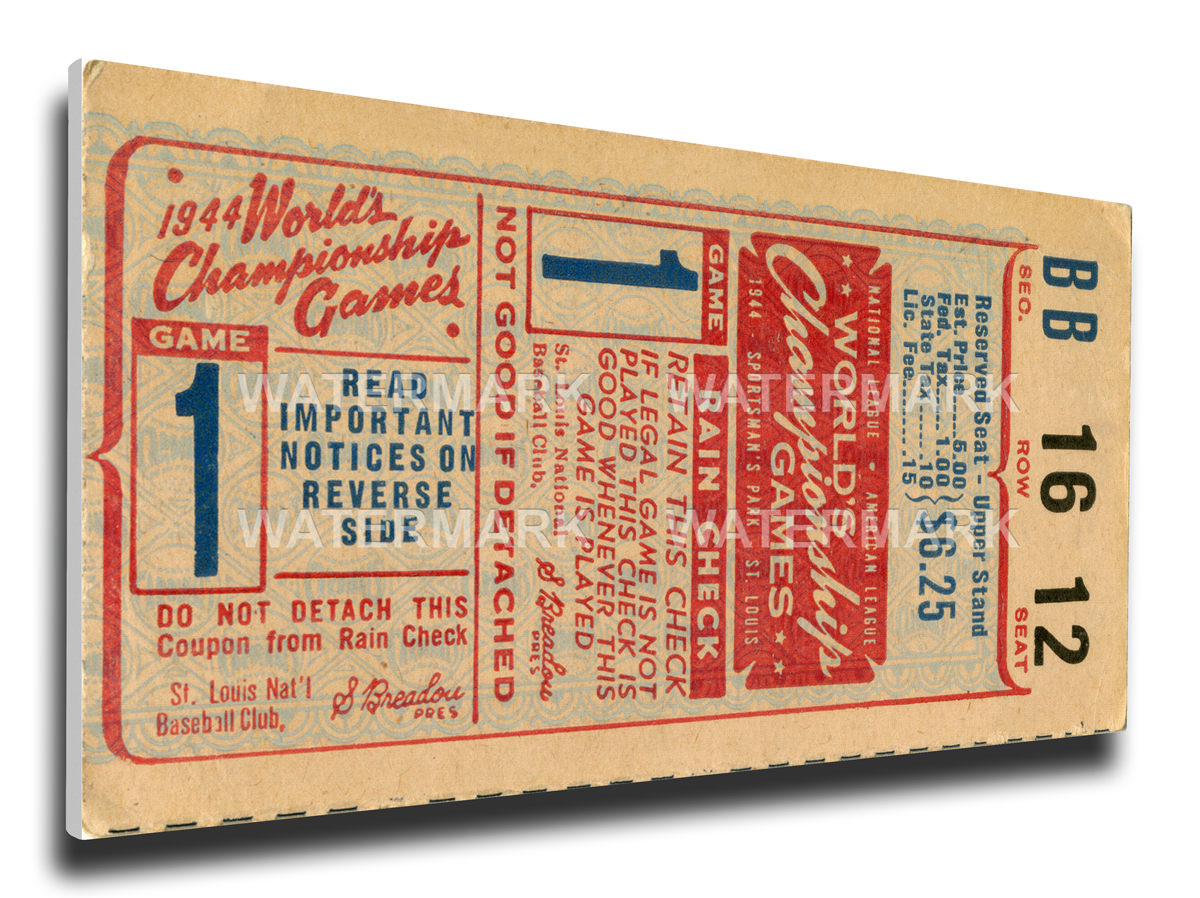 1944 World's
Championship
Games
GAME
1
READ
IMPORTANT
NOTICES ON
REVERSE
SIDE
DO NOT DETACH THIS
Coupon from Rain Check
St. Louis Nat'l
Baseball Club,
S Breadon
PRES
NOT GOOD IF DETACHED
GAME
1
RAIN CHECK
RETAIN THIS CHECK
IF LEGAL GAME IS NOT
PLAYED THIS CHECK IS
GOOD WHENEVER THIS
GAME IS PLAYED
St. Louis National
Baseball Club,
S Breadon
PRES
NATIONAL LEAGUE - AMERICAN LEAGUE
WORLD'S
Championship
GAMES
1944 SPORTSMAN'S PARK ST. LOUIS
Reserved Seat - Upper Stand
Est. Price 5.00
Fed. Tax 1.00
State Tax .10
Lic. Fee .15
$6.25
SEC. ROW SEAT
BB 16 12
WATERMARK WATERMARK
WATERMARK WATERMARK